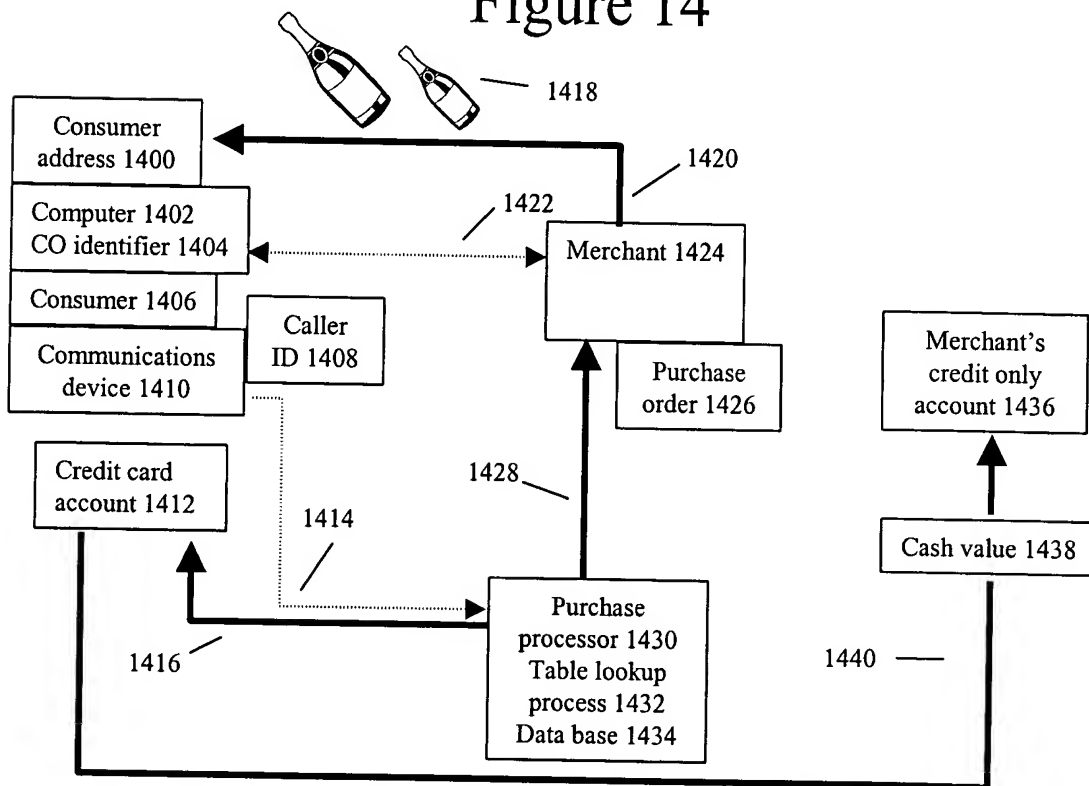 Figure 14
1418
Consumer
address 1400
1420
Computer 1402
CO identifier 1404
1422
Merchant 1424
Consumer 1406
Caller
ID 1408
Communications
device 1410
Purchase
order 1426
Merchant's
credit only
account 1436
Credit card
account 1412
1428
1414
Cash value 1438
Purchase
processor 1430
Table lookup
process 1432
Data base 1434
1416
1440